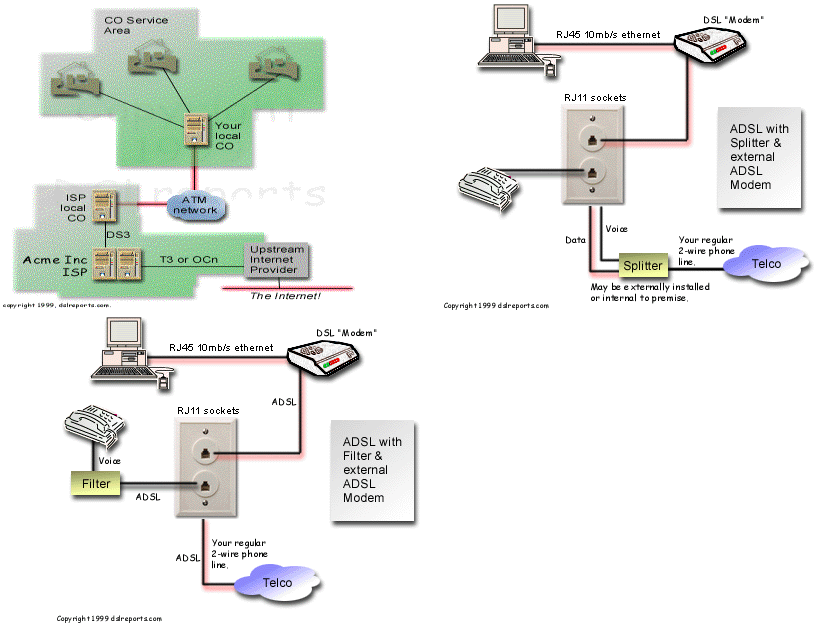 CO Service
Area
Your
local
CO
ATM
network
ISP
local
CO
DS3
Acme Inc
ISP
T3 or OCn
Upstream
Internet
Provider
The Internet!
copyright 1999, dslreports.com.
DSL "Modem"
RJ45 10mb/s ethernet
RJ11 sockets
ADSL with
Splitter &
external
ADSL
Modem
Voice
Data
Your regular
2-wire phone
line.
Splitter
Telco
May be externally installed
or internal to premise.
Copyright 1999 dslreports.com
DSL "Modem"
RJ45 10mb/s ethernet
ADSL
RJ11 sockets
ADSL with
Filter &
external
ADSL
Modem
Voice
Filter
ADSL
Your regular
2-wire phone
line.
ADSL
Telco
Copyright 1999 dslreports.com